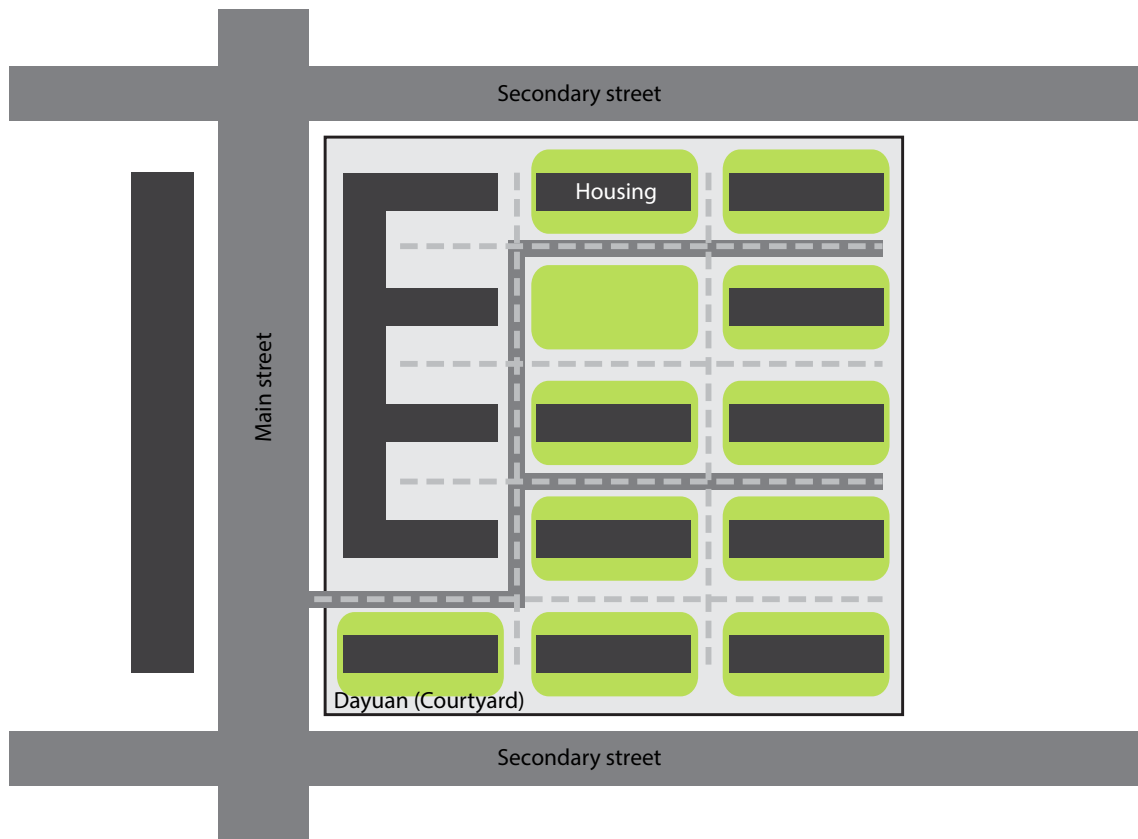 Secondary street
Housing
Main street
Dayuan (Courtyard)
Secondary street